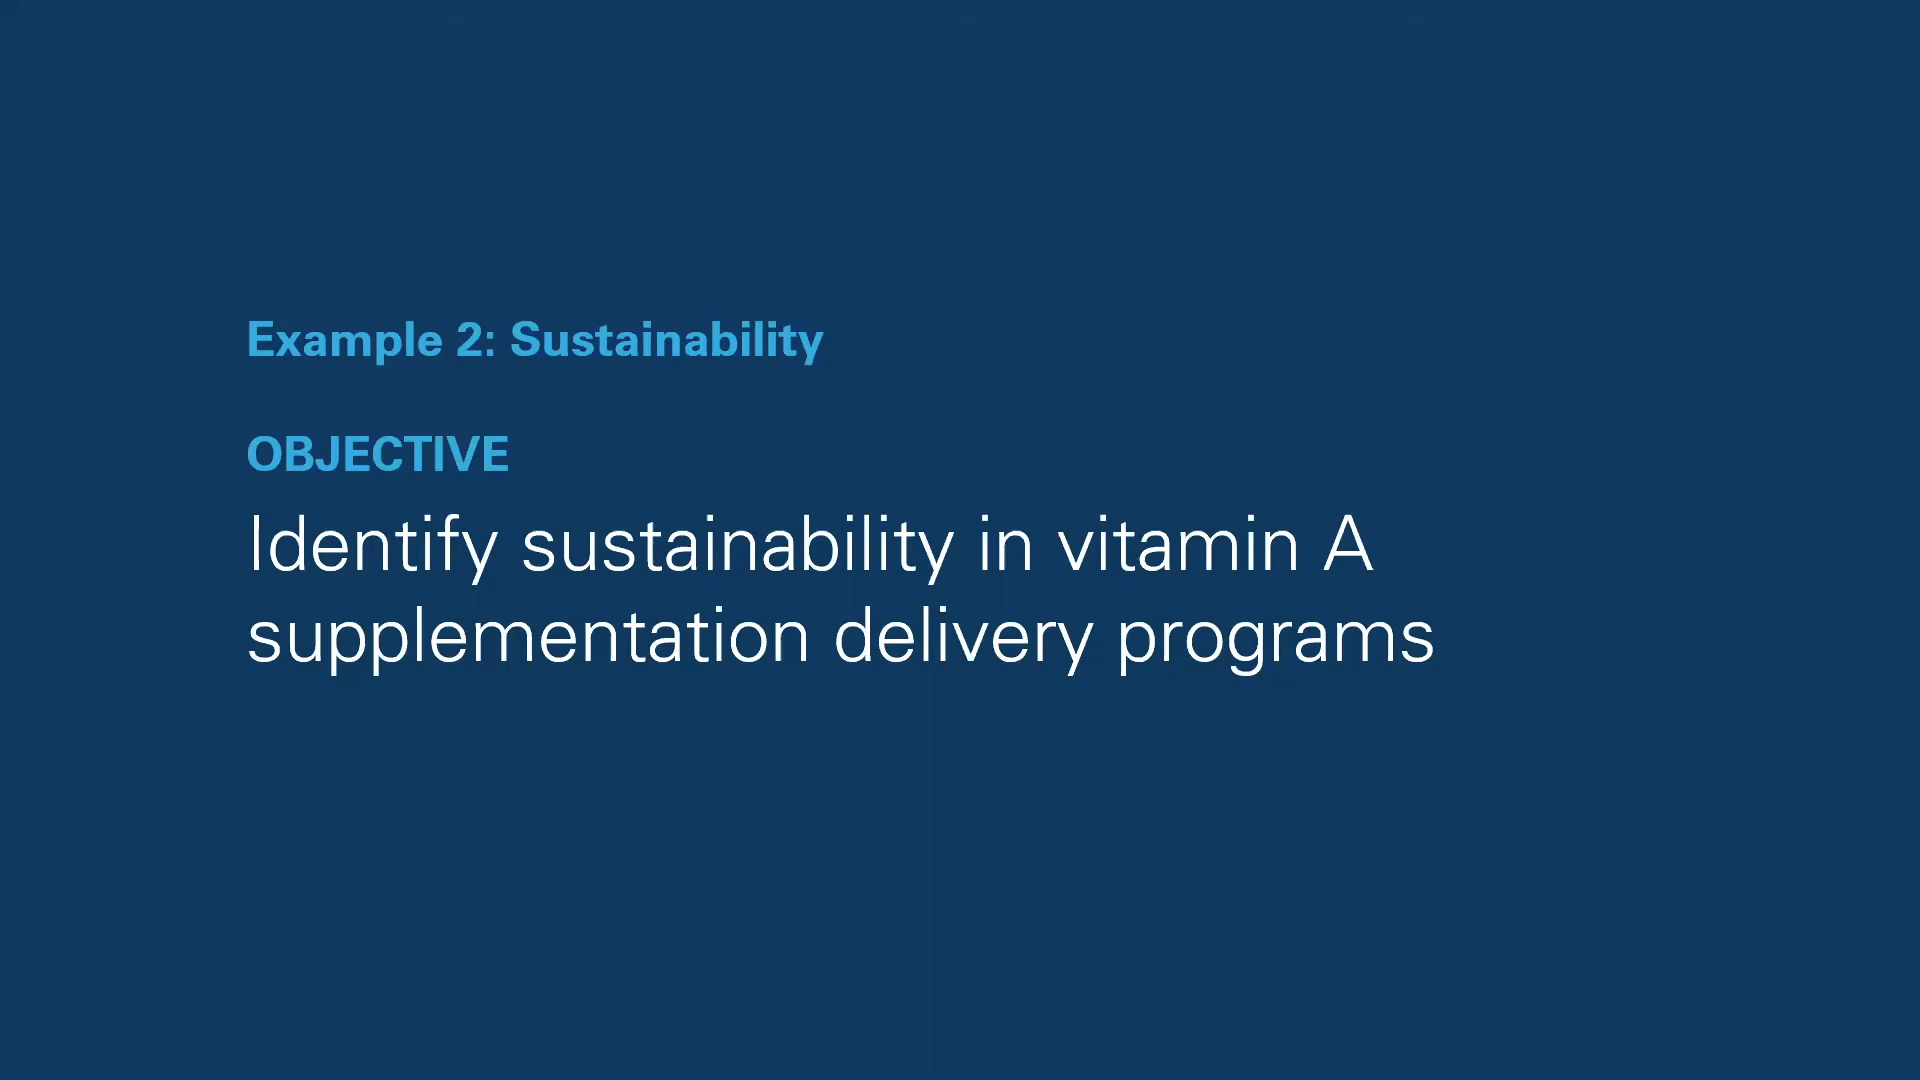 Example 2: Sustainability
OBJECTIVE
Identify sustainability in vitamin A
supplementation delivery programs